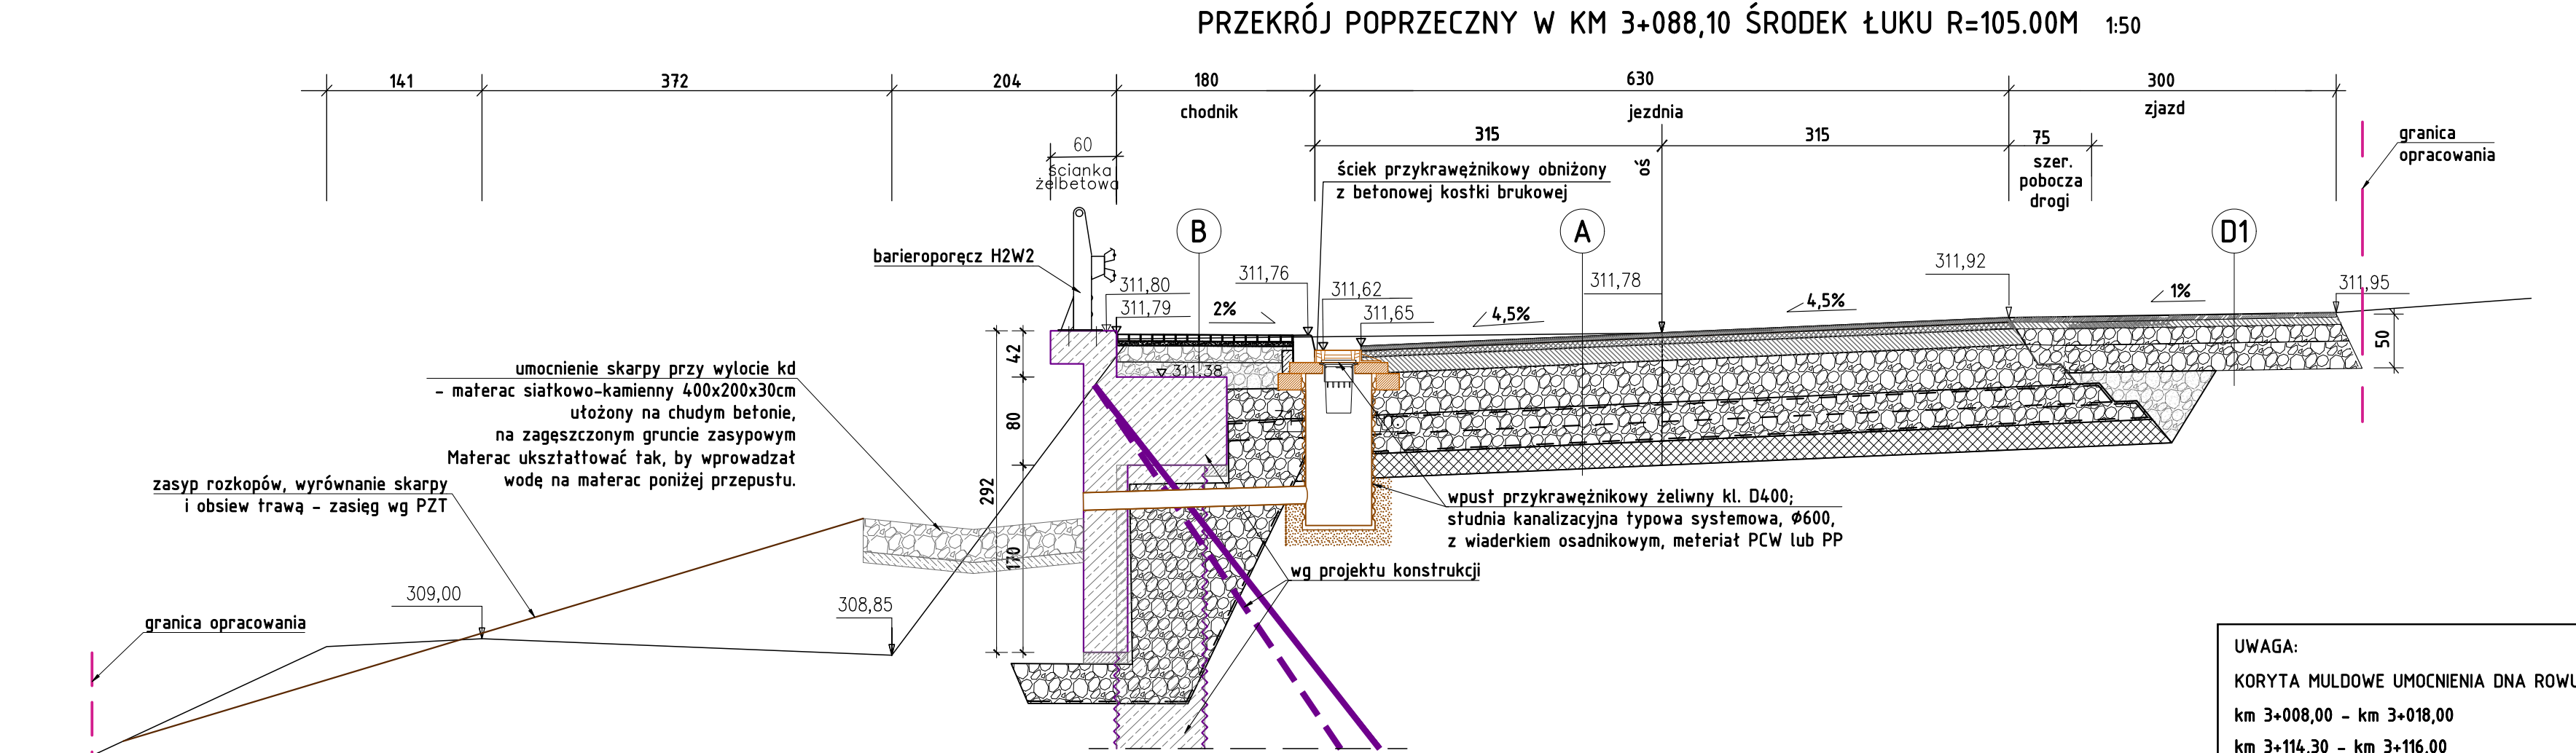 PRZEKRÓJ POPRZECZNY W KM 3+088,10 ŚRODEK ŁUKU R=105.00M 1:50
141
372
204
180
630
300
chodnik
jezdnia
zjazd
315
315
75
szer.
pobocza
drogi
oś
60
ścianka
żelbetowa
ściek przykrawężnikowy obniżony
z betonowej kostki brukowej
granica
opracowania
B
A
D1
barieroporęcz H2W2
311,80
311,79
311,76
2%
311,62
311,65
311,78
4,5%
4,5%
311,92
1%
311,95
50
42
80
292
170
311,38
umocnienie skarpy przy wylocie kd
- materac siatkowo-kamienny 400x200x30cm
ułożony na chudym betonie,
na zagęszczonym gruncie zasypowym
Materac ukształtować tak, by wprowadzał
wodę na materac poniżej przepustu.
zasyp rozkopów, wyrównanie skarpy
i obsiew trawą - zasięg wg PZT
309,00
308,85
granica opracowania
wpust przykrawężnikowy żeliwny kl. D400;
studnia kanalizacyjna typowa systemowa, Ø600,
z wiaderkiem osadnikowym, meteriał PCW lub PP
wg projektu konstrukcji
UWAGA:
KORYTA MULDOWE UMOCNIENIA DNA ROWU
km 3+008,00 - km 3+018,00
km 3+114,30 - km 3+116,00